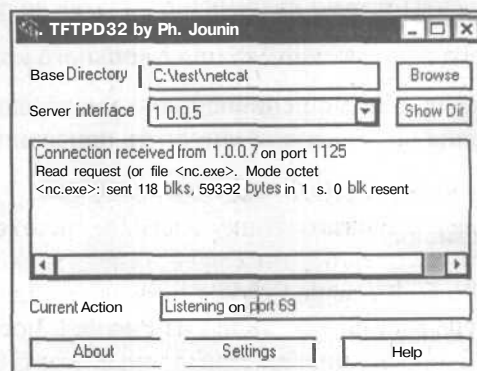 TFTPD32 by Ph. Jounin
Base Directory C:\test\netcat Browse
Server interface 1 0.0.5 Show Dir
Connection received from 1.0.0.7 on port 1125
Read request (or file <nc.exe>. Mode octet
<nc.exe>: sent 118 blks, 59392 bytes in 1 s. 0 blk resent
Current Action Listening on port 69
About Settings Help